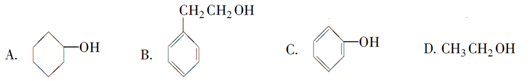 A. OH
B. CH₂CH₂OH
C. OH
D. CH₃CH₂OH